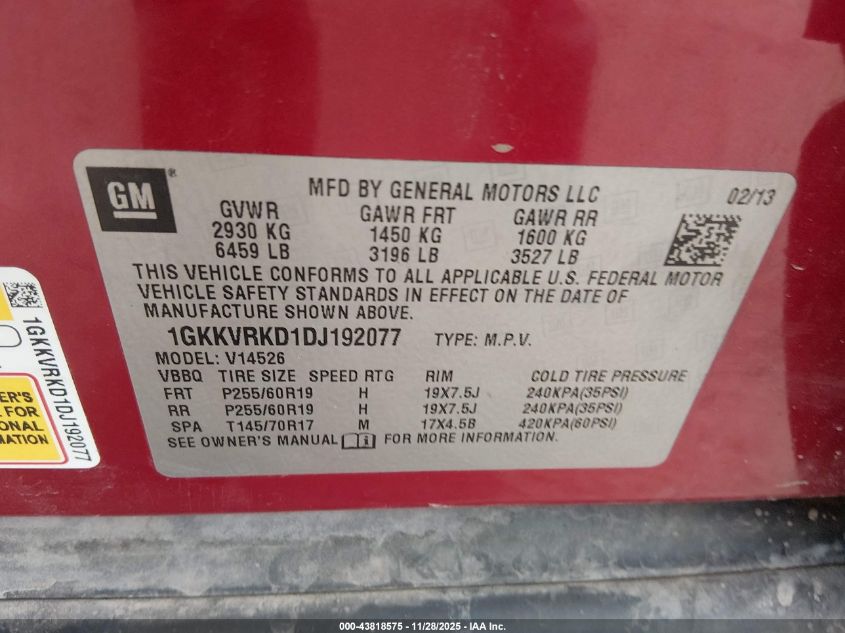 GM
MFD BY GENERAL MOTORS LLC
02/13
GVWR GAWR FRT GAWR RR
2930 KG 1450 KG 1600 KG
6459 LB 3196 LB 3527 LB
THIS VEHICLE CONFORMS TO ALL APPLICABLE U.S. FEDERAL MOTOR
VEHICLE SAFETY STANDARDS IN EFFECT ON THE DATE OF
MANUFACTURE SHOWN ABOVE.
1GKKVRKD1DJ192077 TYPE: M.P.V.
MODEL: V14526
VBBQ TIRE SIZE SPEED RTG RIM COLD TIRE PRESSURE
FRT P255/60R19 H 19X7.5J 240KPA(35PSI)
RR P255/60R19 H 19X7.5J 240KPA(35PSI)
SPA T145/70R17 M 17X4.5B 420KPA(60PSI)
SEE OWNER'S MANUAL FOR MORE INFORMATION.
1GKKVRKD1DJ192077
FOR
000-43818575 - 11/28/2025 - IAA Inc.